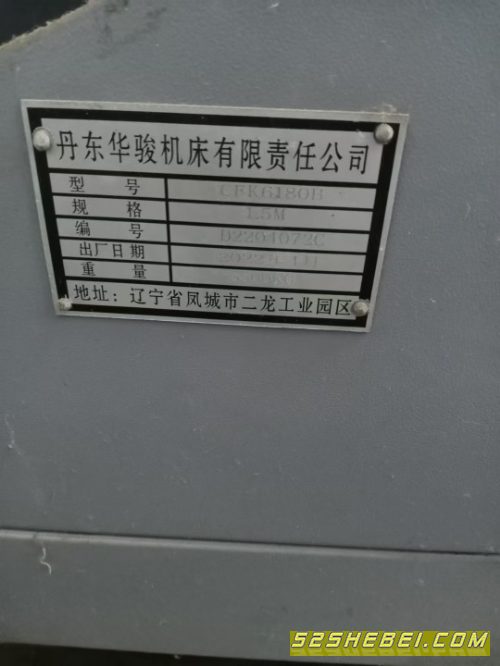 丹东华骏机床有限责任公司
型号 CFK6180B
规格 1.5M
编号 D2204072C
出厂日期
重量
地址：辽宁省凤城市二龙工业园区
52SHEBEI.COM